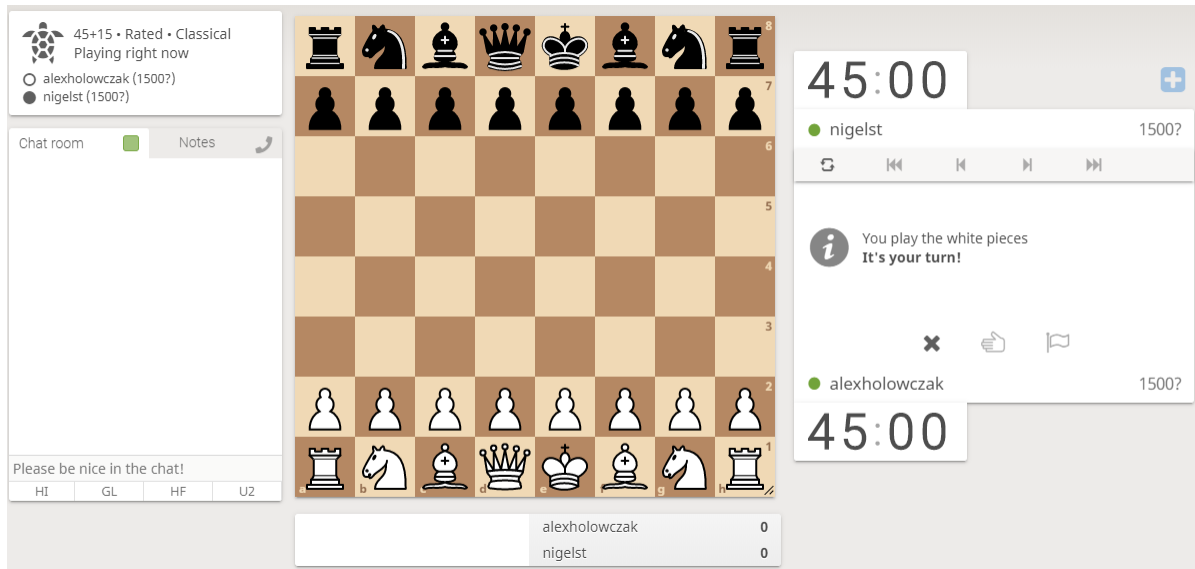 45+15 • Rated • Classical
Playing right now
alexholowczak (1500?)
nigelst (1500?)
Chat room
Notes
Please be nice in the chat!
HI GL HF U2
8
7
6
5
4
3
2
1
a b c d e f g h
alexholowczak 0
nigelst 0
45:00
nigelst 1500?
You play the white pieces
It's your turn!
alexholowczak 1500?
45:00